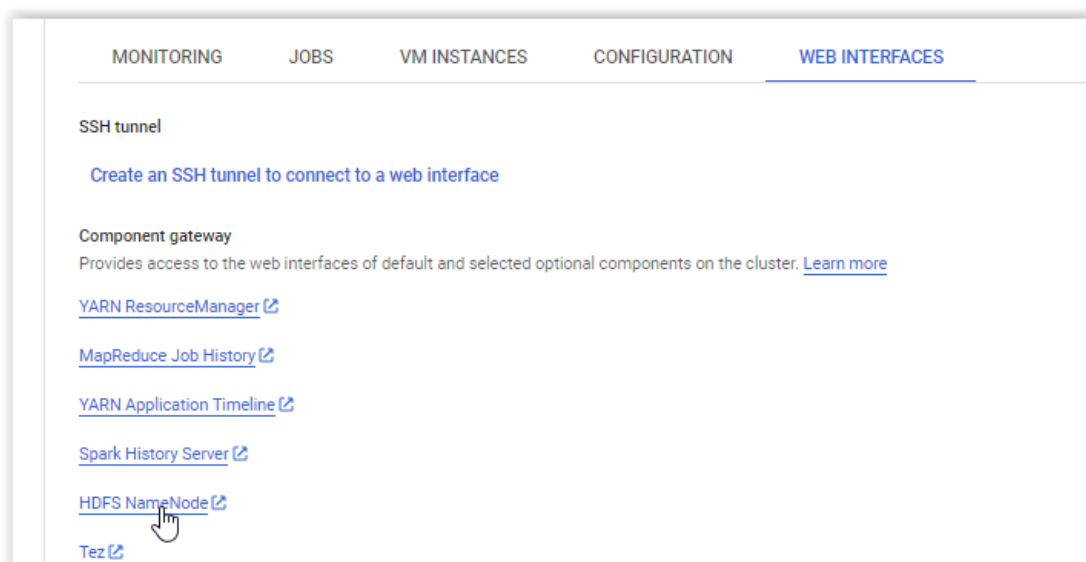 MONITORING JOBS VM INSTANCES CONFIGURATION WEB INTERFACES
SSH tunnel
Create an SSH tunnel to connect to a web interface
Component gateway
Provides access to the web interfaces of default and selected optional components on the cluster. Learn more
YARN ResourceManager
MapReduce Job History
YARN Application Timeline
Spark History Server
HDFS NameNode
Tez